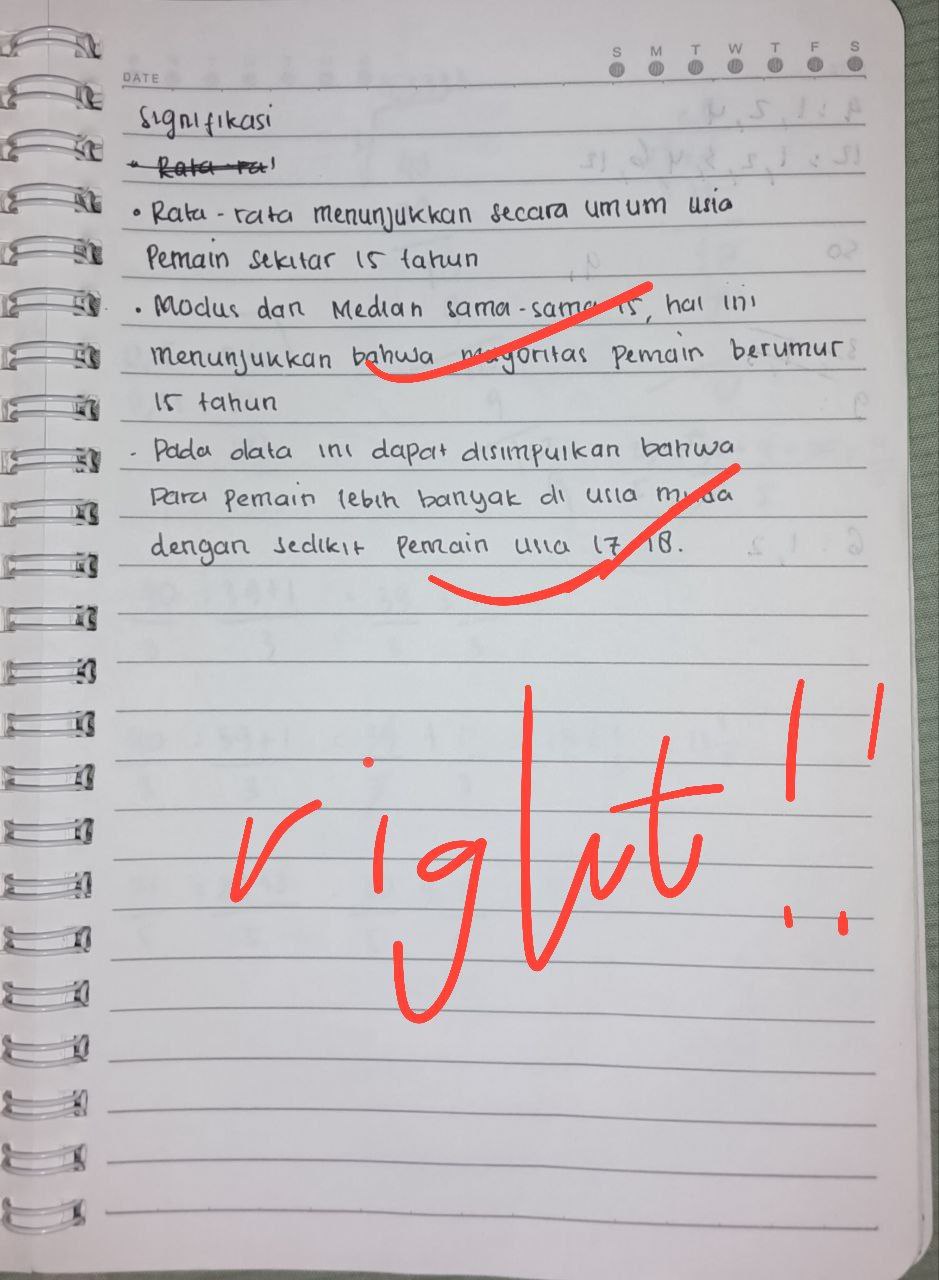 S M T W T F S
DATE
Signifikasi
Rata-ra
• Rata-rata menunjukkan secara umum usia
Pemain sekitar 15 tahun
• Modus dan Median sama-sama 15, hal ini
menunjukkan bahwa mayoritas pemain berumur
15 tahun
- Pada data ini dapat disimpulkan bahwa
para pemain lebih banyak di usia muda
dengan sedikit pemain usia 17-18.
right!!